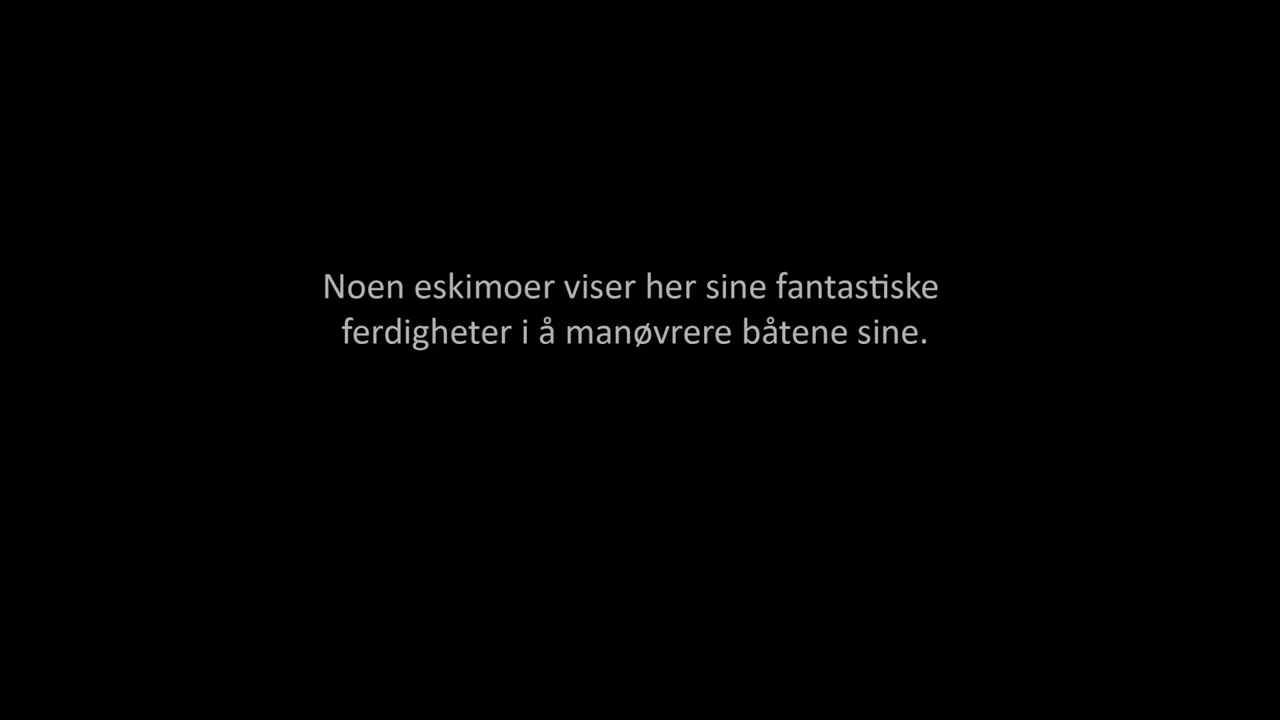 Noen eskimoer viser her sine fantastiske
ferdigheter i å manøvrere båtene sine.